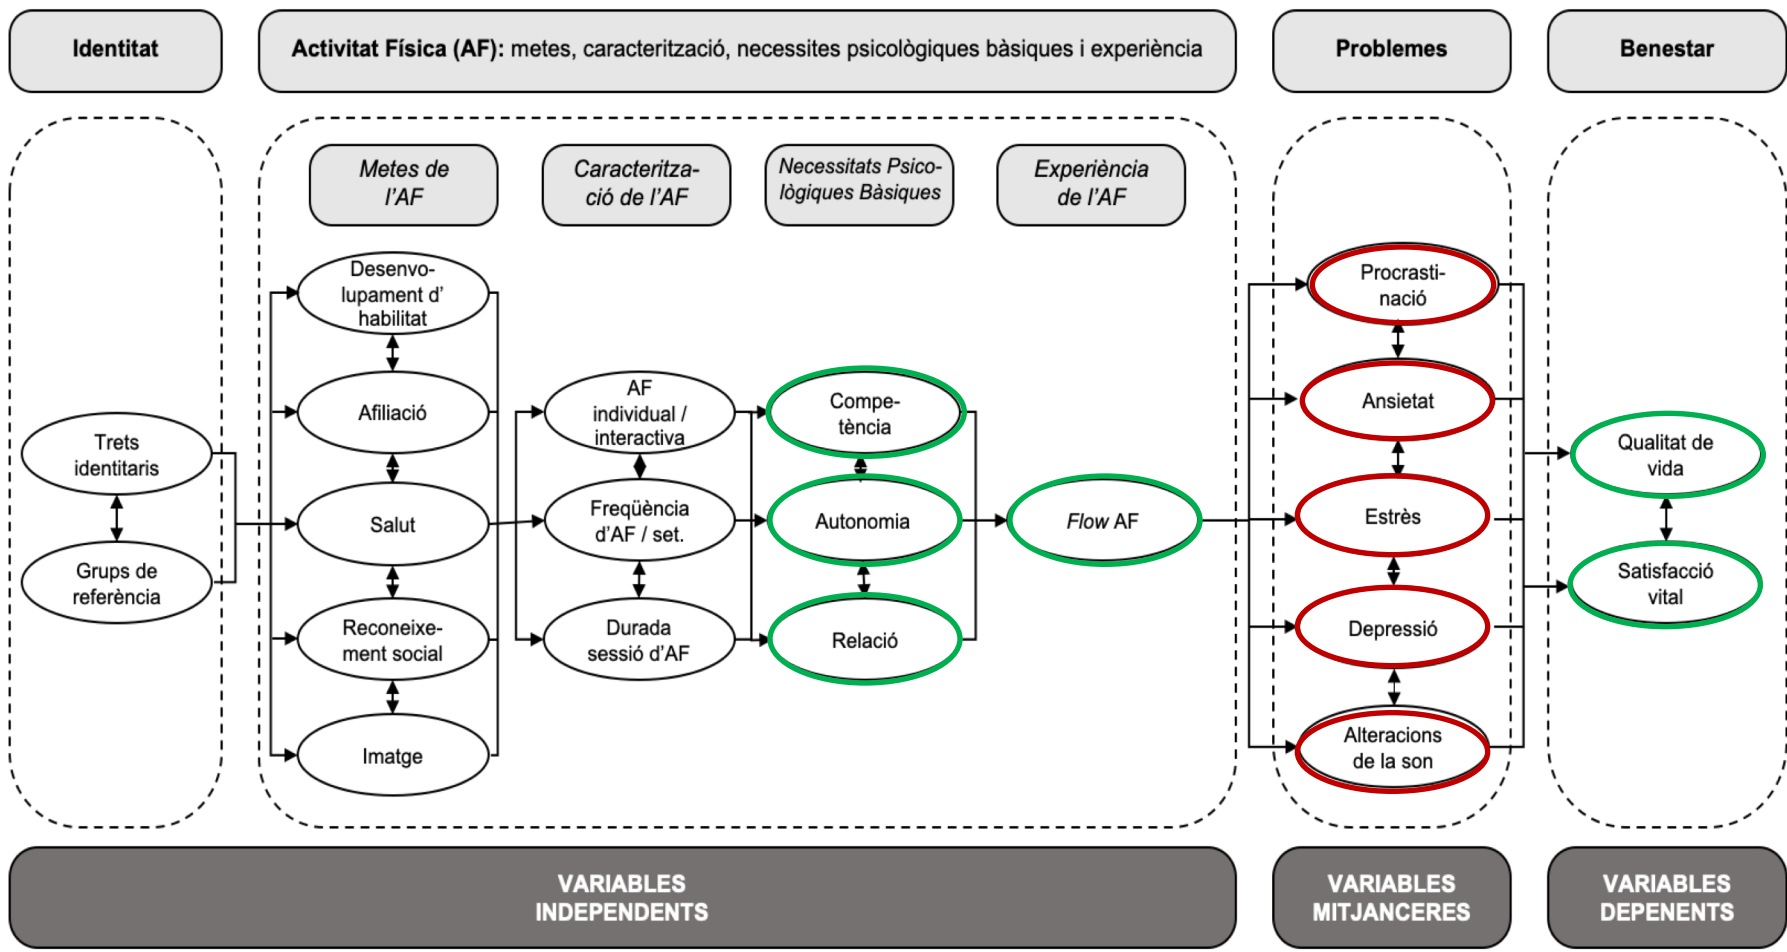 Identitat
Activitat Física (AF): metes, caracterització, necessites psicològiques bàsiques i experiència
Problemes
Benestar
Metes de
l'AF
Caracteritza-
ció de l'AF
Necessitats Psico-
lògiques Bàsiques
Experiència
de l'AF
Trets
identitaris
Grups de
referència
Desenvo-
lupament d'
habilitat
Afiliació
Salut
Reconeixe-
ment social
Imatge
AF
individual /
interactiva
Freqüència
d'AF / set.
Durada
sessió d'AF
Compe-
tència
Autonomia
Relació
Flow AF
Procrasti-
nació
Ansietat
Estrès
Depressió
Alteracions
de la son
Qualitat de
vida
Satisfacció
vital
VARIABLES
INDEPENDENTS
VARIABLES
MITJANCERES
VARIABLES
DEPENENTS